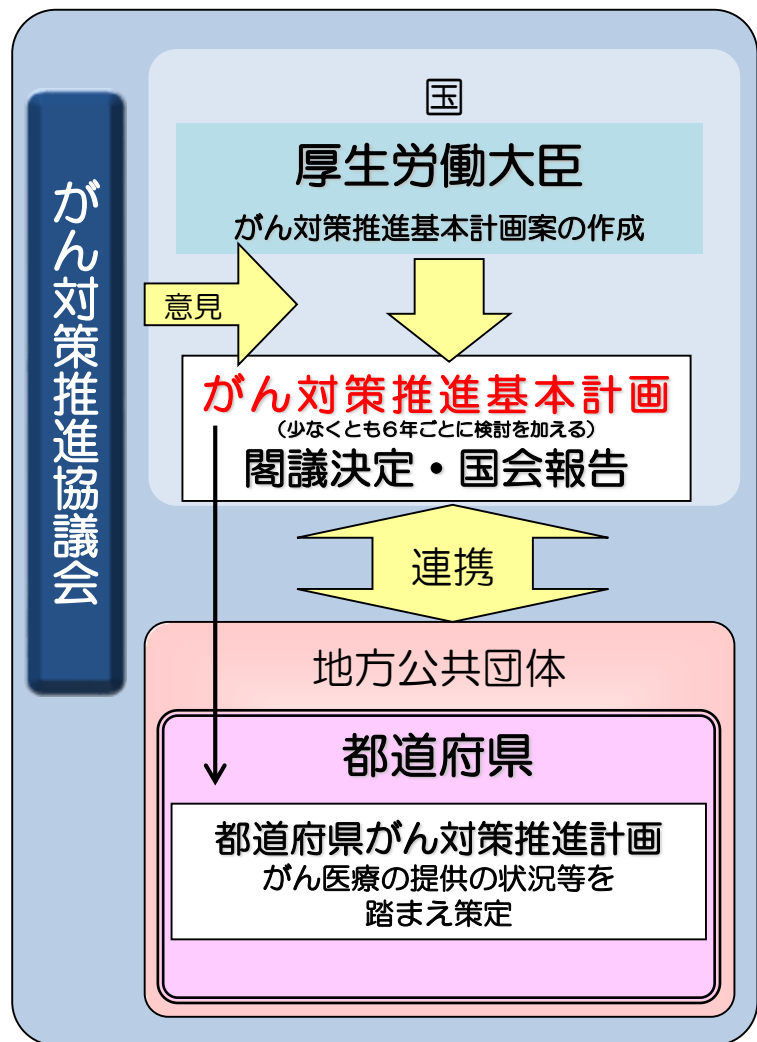 がん対策推進協議会
国
厚生労働大臣
がん対策推進基本計画案の作成
意見
がん対策推進基本計画
（少なくとも６年ごとに検討を加える）
閣議決定・国会報告
連携
地方公共団体
都道府県
都道府県がん対策推進計画
がん医療の提供の状況等を
踏まえ策定